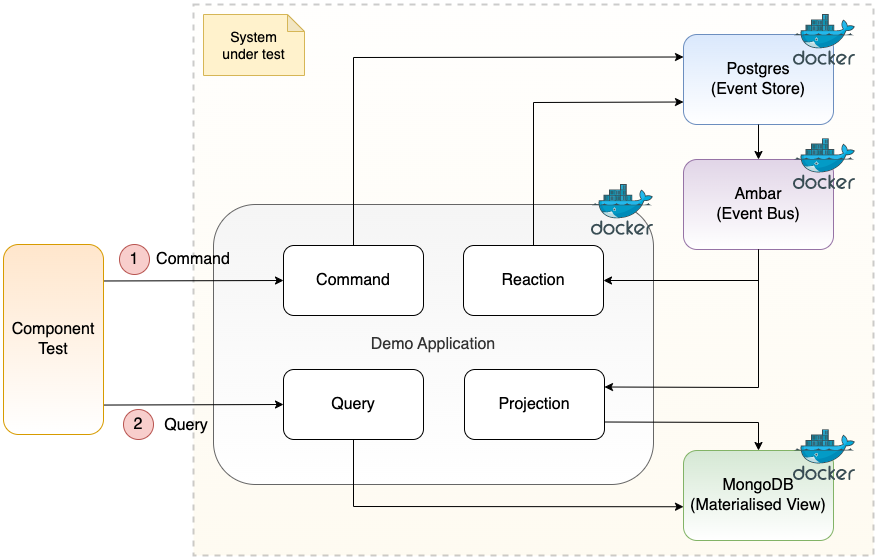 System
under test
docker
Postgres
(Event Store)
docker
Ambar
(Event Bus)
docker
1 Command
Command
Reaction
Component
Test
Demo Application
2 Query
Query
Projection
docker
MongoDB
(Materialised View)